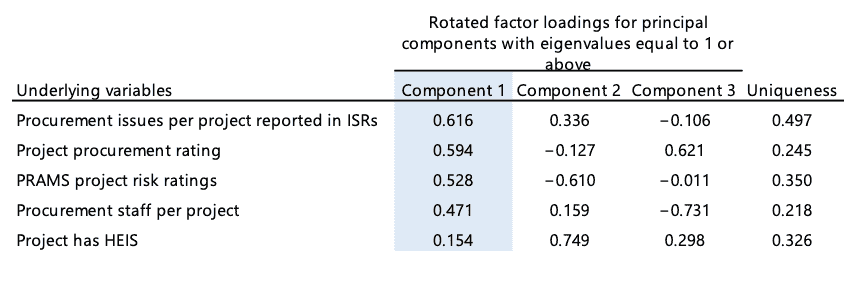 Rotated factor loadings for principal
components with eigenvalues equal to 1 or
above
Underlying variables Component 1 Component 2 Component 3 Uniqueness
Procurement issues per project reported in ISRs 0.616 0.336 −0.106 0.497
Project procurement rating 0.594 −0.127 0.621 0.245
PRAMS project risk ratings 0.528 −0.610 −0.011 0.350
Procurement staff per project 0.471 0.159 −0.731 0.218
Project has HEIS 0.154 0.749 0.298 0.326